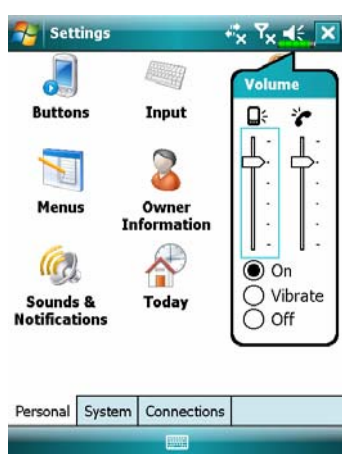 Settings
Volume
Buttons
Input
Menus
Owner
Information
On
Vibrate
Off
Sounds &
Notifications
Today
Personal
System
Connections